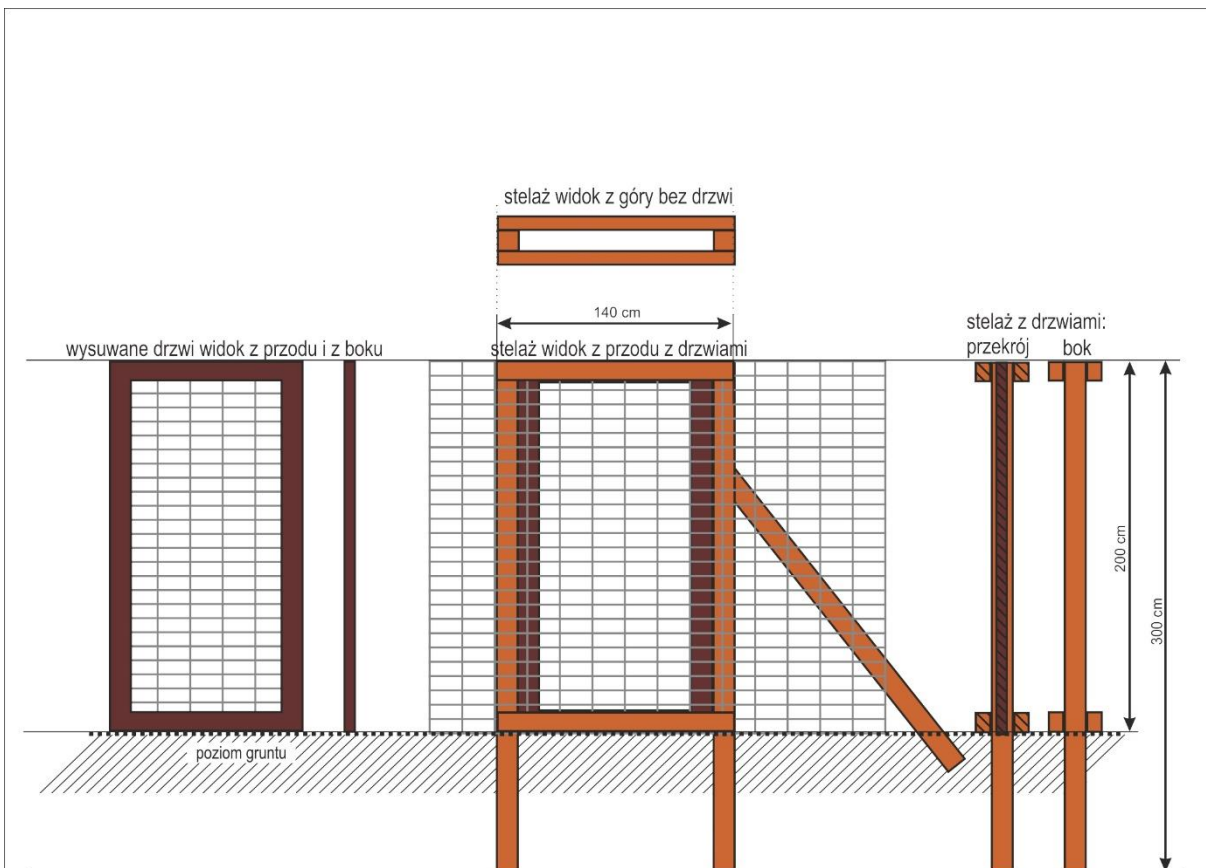 stelaż widok z góry bez drzwi
140 cm
wysuwane drzwi widok z przodu i z boku
stelaż widok z przodu z drzwiami
stelaż z drzwiami:
przekrój
bok
200 cm
300 cm
poziom gruntu